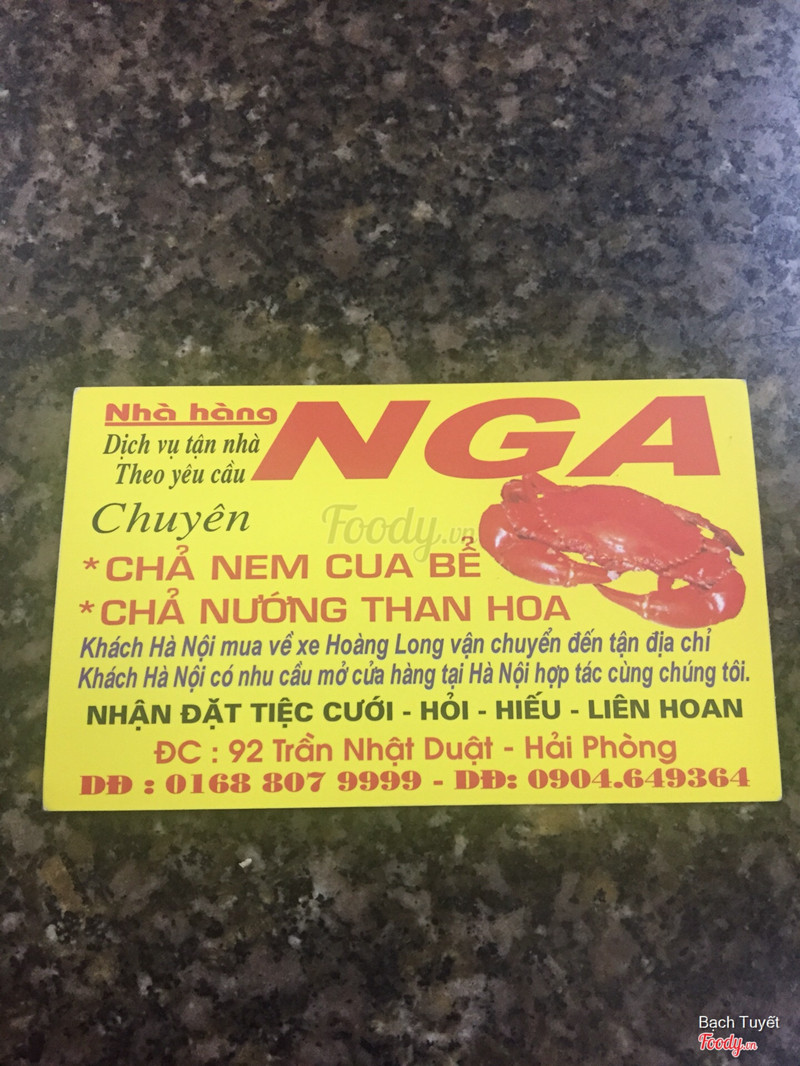 Nhà hàng NGA
Dịch vụ tận nhà
Theo yêu cầu
Chuyên
Foody.vn
*CHẢ NEM CUA BỂ
*CHẢ NƯỚNG THAN HOA
Khách Hà Nội mua về xe Hoàng Long vận chuyển đến tận địa chỉ
Khách Hà Nội có nhu cầu mở cửa hàng tại Hà Nội hợp tác cùng chúng tôi.
NHẬN ĐẶT TIỆC CƯỚI - HỎI - HIẾU - LIÊN HOAN
ĐC : 92 Trần Nhật Duật - Hải Phòng
DĐ : 0168 807 9999 - DĐ: 0904.649364
Bạch Tuyết
Foody.vn